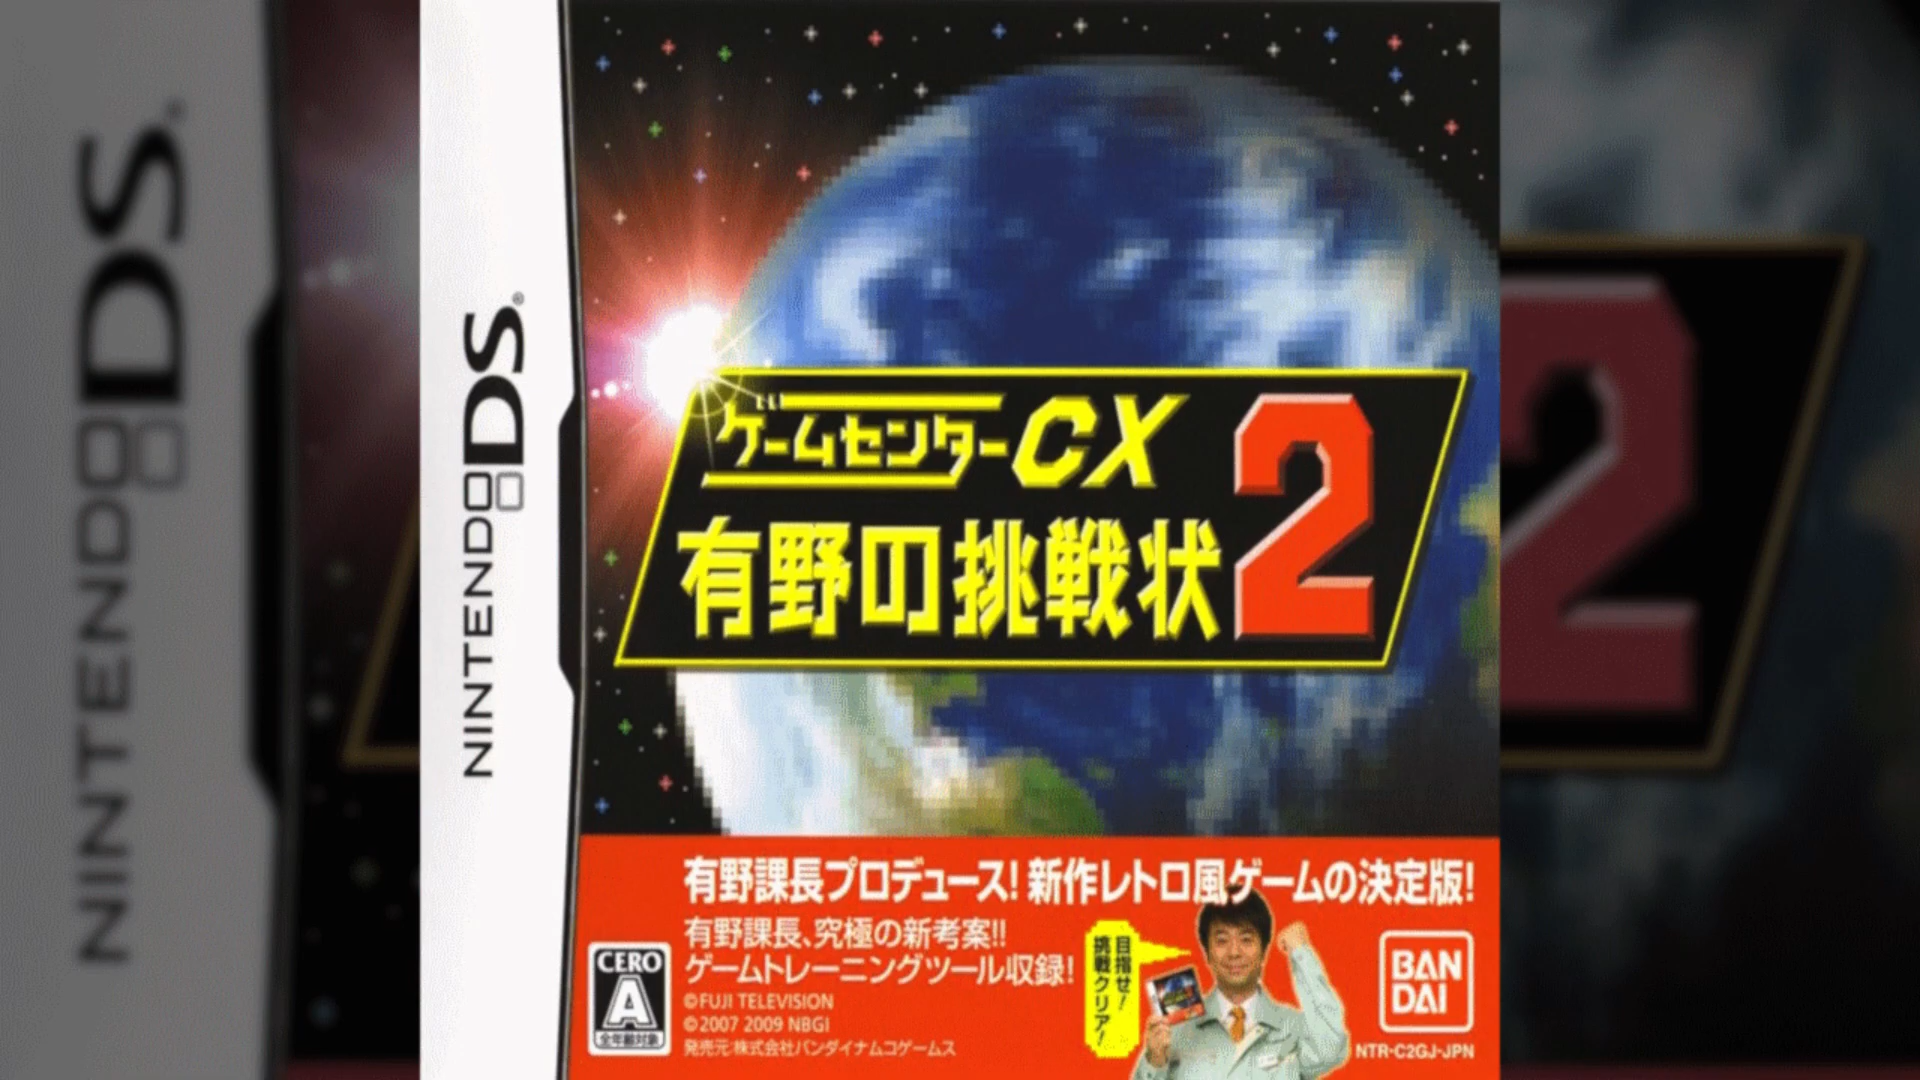 NINTENDO DS®
ゲームセンターCX
有野の挑戦状
2
有野課長プロデュース!新作レトロ風ゲームの決定版!
有野課長、究極の新考案!!
ゲームトレーニングツール収録!
目指せ!
挑戦クリア!
CERO
A
全年齢対象
©FUJI TELEVISION
©2007 2009 NBGI
発売元:株式会社バンダイナムコゲームス
BAN
DAI
NTR-C2GJ-JPN
NINTENDO DS
2